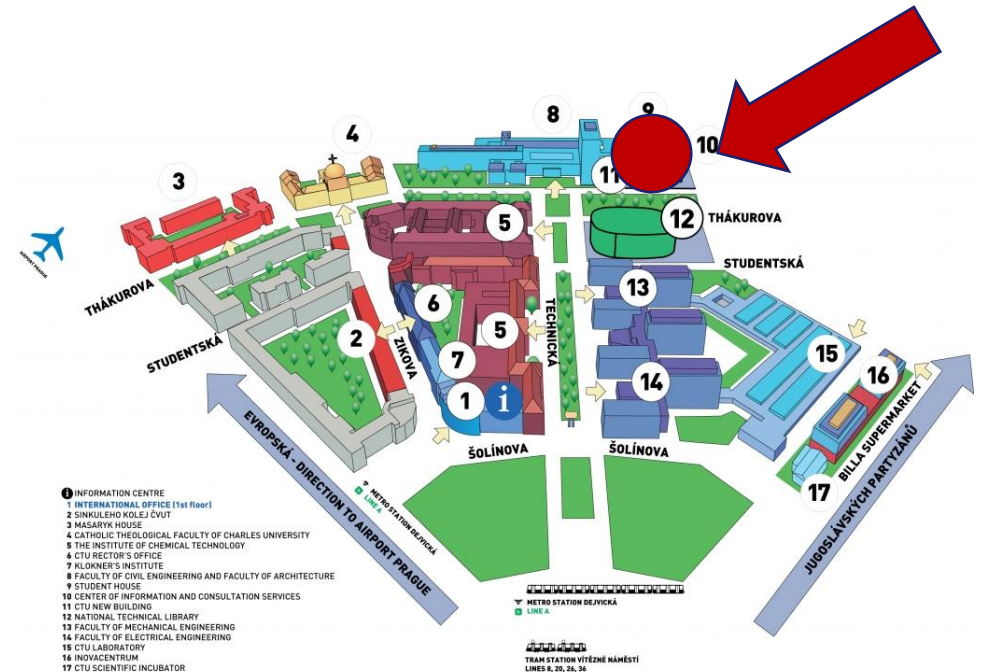 9
8
10
4
11
3
5
12
THÁKUROVA
STUDENTSKÁ
AIRPORT PRAGUE
THÁKUROVA
6
13
TECHNICKÁ
5
STUDENTSKÁ
2
ZIKOVA
7
15
16
14
1
i
ŠOLÍNOVA
ŠOLÍNOVA
BILLA SUPERMARKET
17
EVROPSKÁ - DIRECTION TO AIRPORT PRAGUE
METRO STATION DEJVICKÁ
LINE A
JUGOSLÁVSKÝCH PARTYZÁNŮ
i INFORMATION CENTRE
1 INTERNATIONAL OFFICE (1st floor)
2 SINKULEHO KOLEJ ČVUT
3 MASARYK HOUSE
4 CATHOLIC THEOLOGICAL FACULTY OF CHARLES UNIVERSITY
5 THE INSTITUTE OF CHEMICAL TECHNOLOGY
6 CTU RECTOR'S OFFICE
7 KLOKNER'S INSTITUTE
8 FACULTY OF CIVIL ENGINEERING AND FACULTY OF ARCHITECTURE
9 STUDENT HOUSE
10 CENTER OF INFORMATION AND CONSULTATION SERVICES
11 CTU NEW BUILDING
12 NATIONAL TECHNICAL LIBRARY
13 FACULTY OF MECHANICAL ENGINEERING
14 FACULTY OF ELECTRICAL ENGINEERING
15 CTU LABORATORY
16 INOVACENTRUM
17 CTU SCIENTIFIC INCUBATOR
METRO STATION DEJVICKÁ
A LINE A
TRAM STATION VÍTĚZNÉ NÁMĚSTÍ
LINES 8, 20, 26, 36